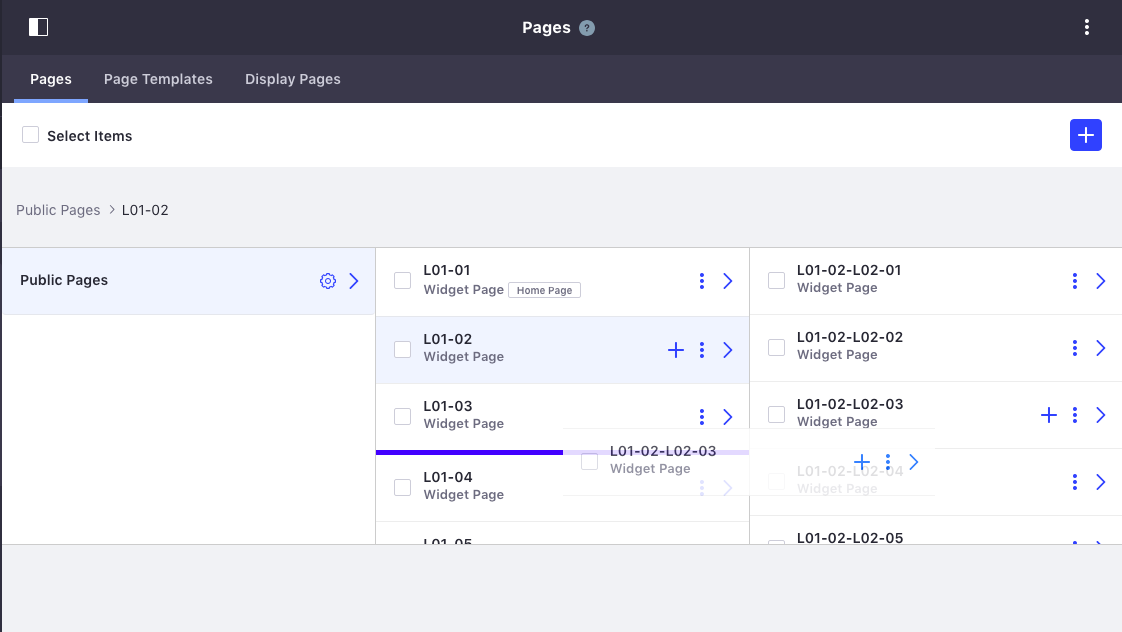 Pages ?
Pages Page Templates Display Pages
Select Items
Public Pages > L01-02
Public Pages
L01-01
Widget Page Home Page
L01-02
Widget Page
L01-03
Widget Page
L01-04
Widget Page
L01-05
L01-02-L02-01
Widget Page
L01-02-L02-02
Widget Page
L01-02-L02-03
Widget Page
L01-02-L02-03
Widget Page
L01-02-L02-04
Widget Page
L01-02-L02-05